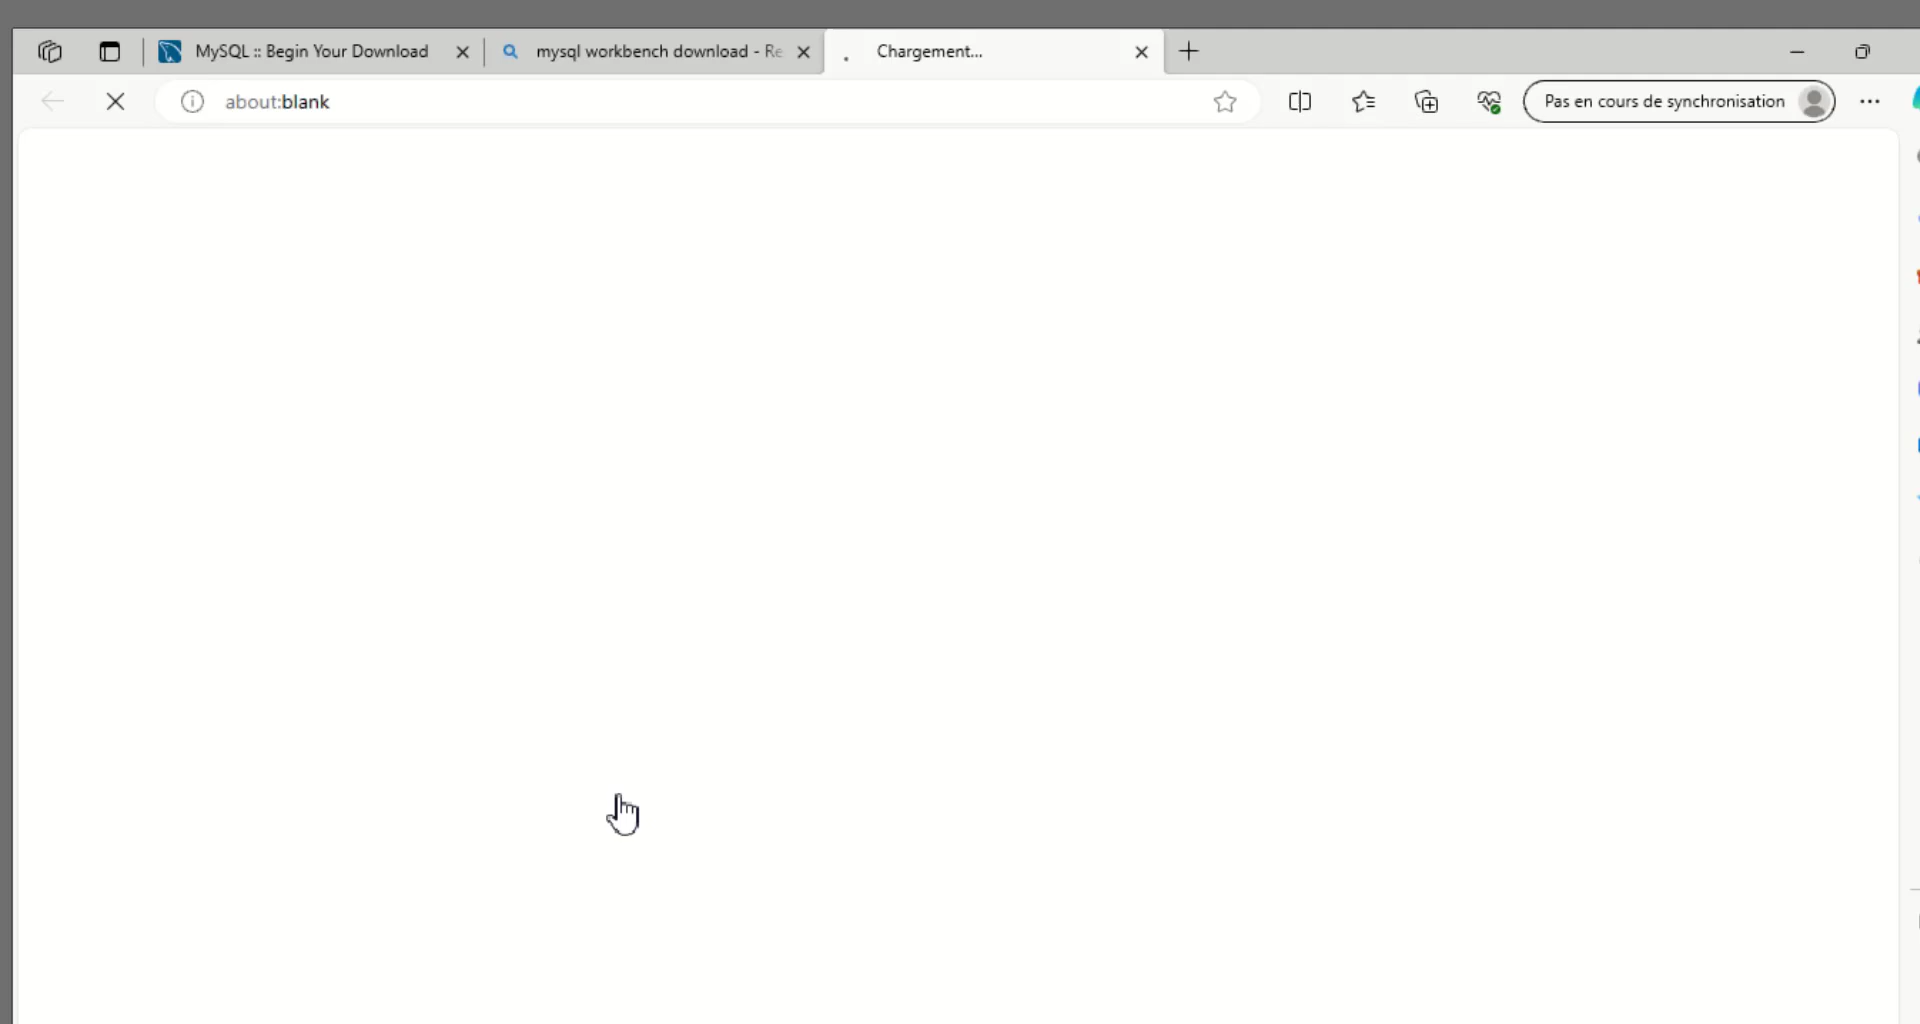 MySQL :: Begin Your Download
mysql workbench download - Re
Chargement...
about:blank
Pas en cours de synchronisation